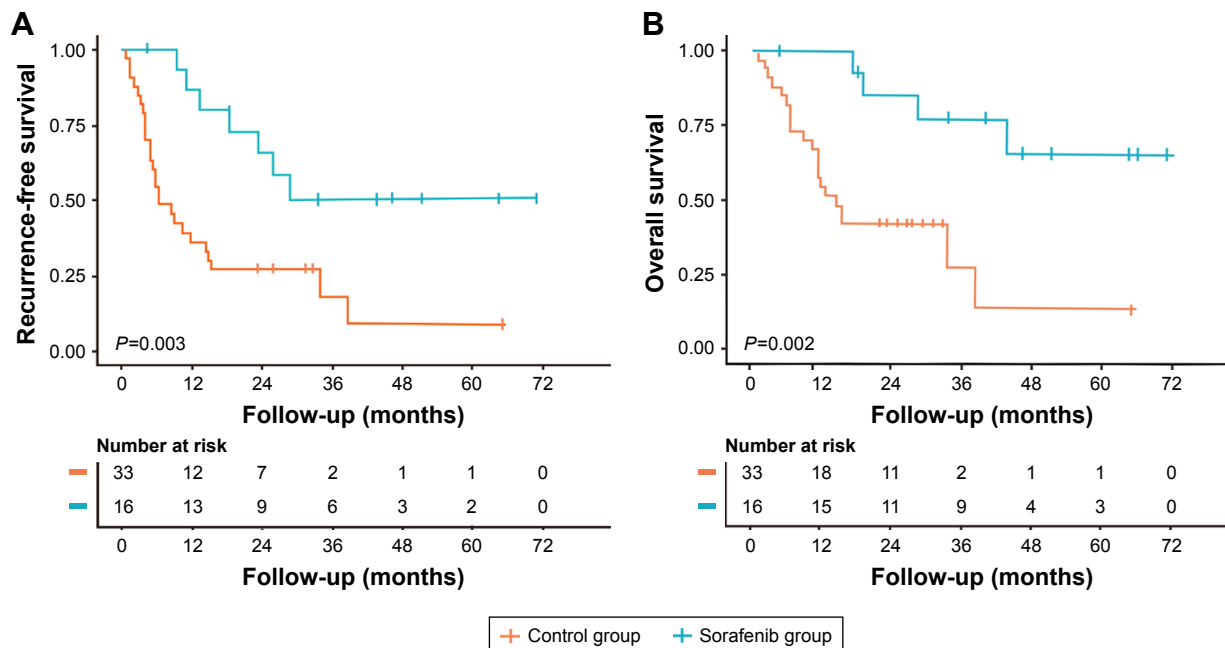 A
Recurrence-free survival
1.00
0.75
0.50
0.25
0.00
P=0.003
0 12 24 36 48 60 72
Follow-up (months)
Number at risk
33 12 7 2 1 1 0
16 13 9 6 3 2 0
0 12 24 36 48 60 72
Follow-up (months)
B
Overall survival
1.00
0.75
0.50
0.25
0.00
P=0.002
0 12 24 36 48 60 72
Follow-up (months)
Number at risk
33 18 11 2 1 1 0
16 15 11 9 4 3 0
0 12 24 36 48 60 72
Follow-up (months)
Control group Sorafenib group